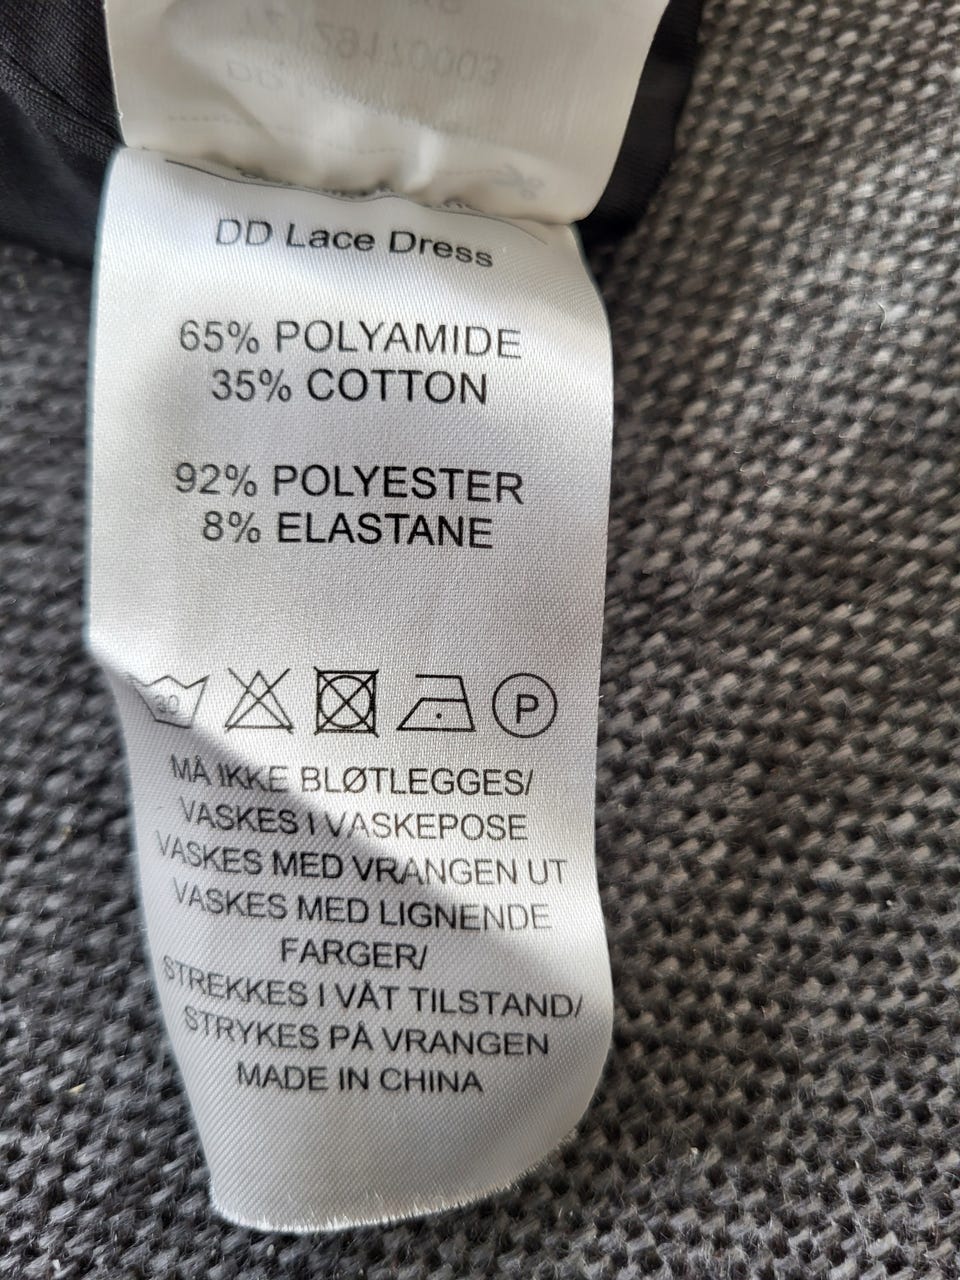 DD Lace Dress
65% POLYAMIDE
35% COTTON
92% POLYESTER
8% ELASTANE
30
P
MÅ IKKE BLØTLEGGES/
VASKES I VASKEPOSE
VASKES MED VRANGEN UT
VASKES MED LIGNENDE
FARGER/
STREKKES I VÅT TILSTAND/
STRYKES PÅ VRANGEN
MADE IN CHINA